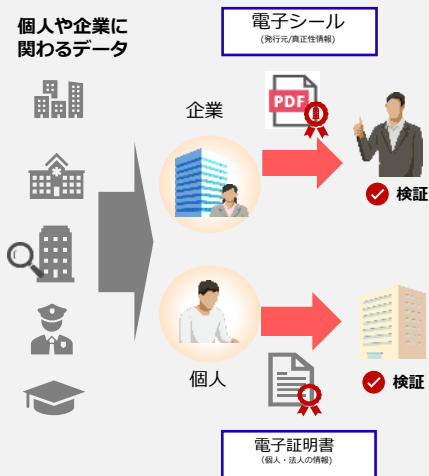 個人や企業に
関わるデータ
電子シール
(発行元/真正性情報)
企業
PDF
検証
個人
検証
電子証明書
(個人・法人の情報)